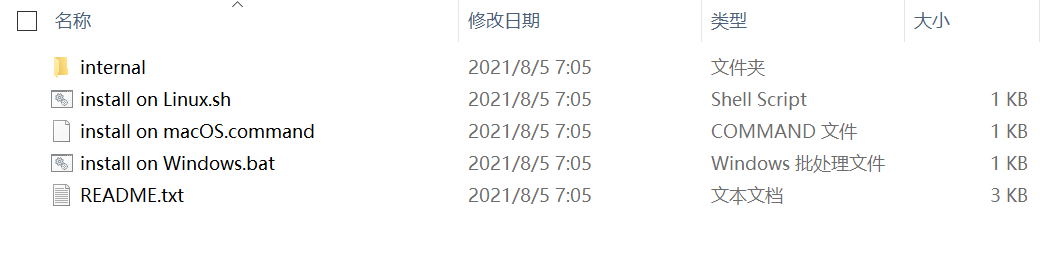 名称 修改日期 类型 大小
internal 2021/8/5 7:05 文件夹
install on Linux.sh 2021/8/5 7:05 Shell Script 1 KB
install on macOS.command 2021/8/5 7:05 COMMAND 文件 1 KB
install on Windows.bat 2021/8/5 7:05 Windows 批处理文件 1 KB
README.txt 2021/8/5 7:05 文本文档 3 KB